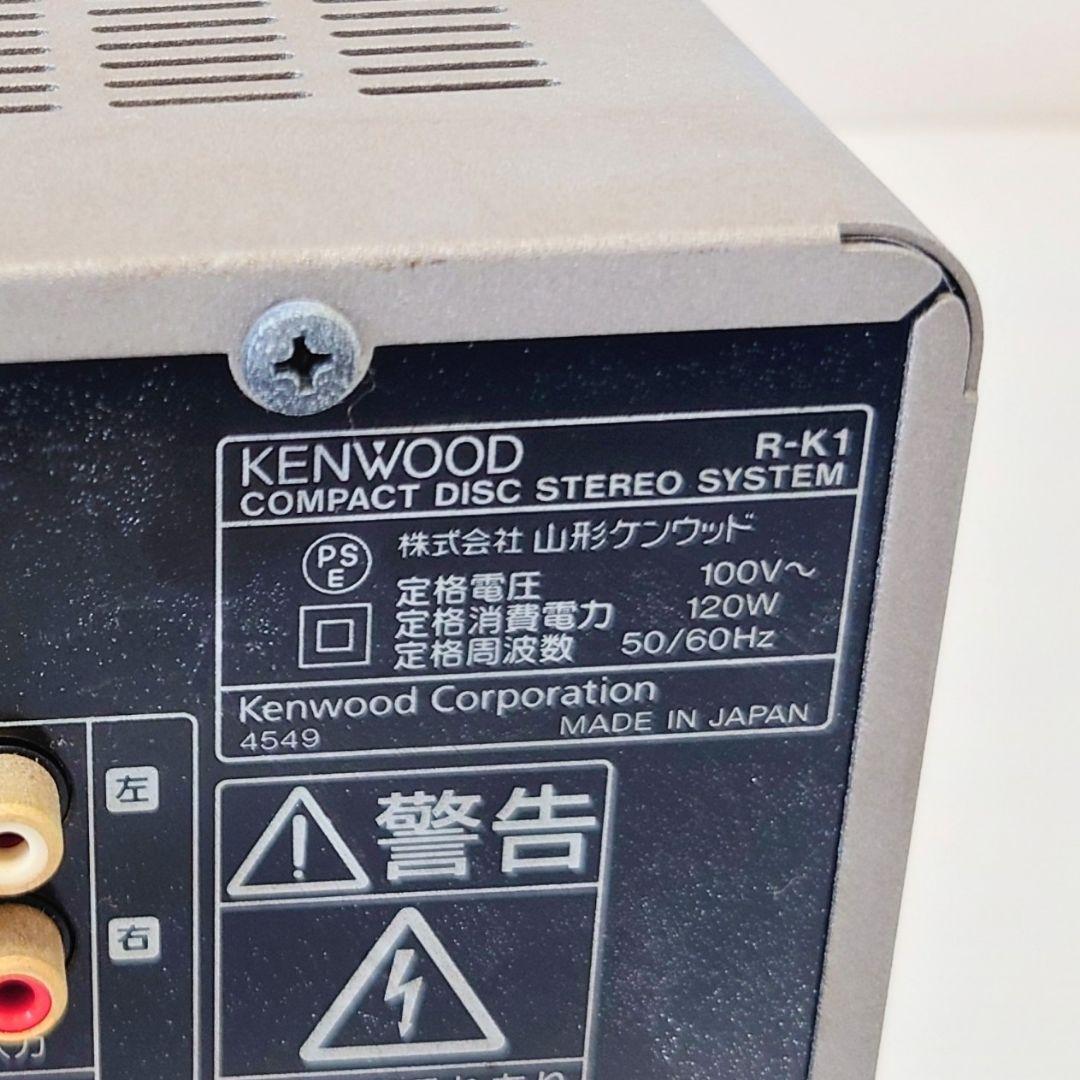 KENWOOD R-K1
COMPACT DISC STEREO SYSTEM
PS
E
株式会社 山形ケンウッド
定格電圧 100V～
定格消費電力 120W
定格周波数 50/60Hz
Kenwood Corporation
4549 MADE IN JAPAN
左
右
警告